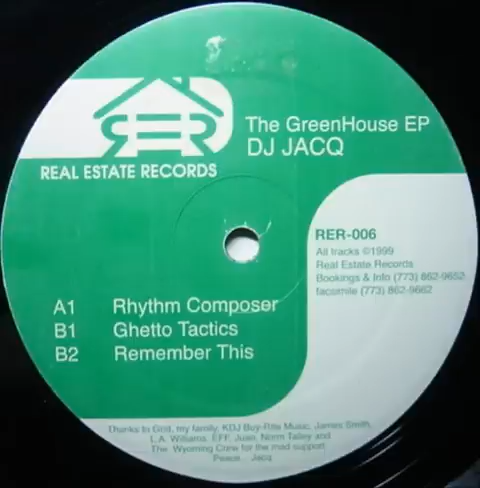 The GreenHouse EP
DJ JACQ
RER
REAL ESTATE RECORDS
RER-006
All tracks ©1999
Real Estate Records
Bookings & Info (773) 862-9652
facsimile (773) 862-9662
A1 Rhythm Composer
B1 Ghetto Tactics
B2 Remember This
Thanks to God, my family, KDJ Buy-Rite Music, James Smith,
L.A. Williams, EFF, Juan, Norm Talley and
The Wyoming Crew for the mad support
Peace... Jacq